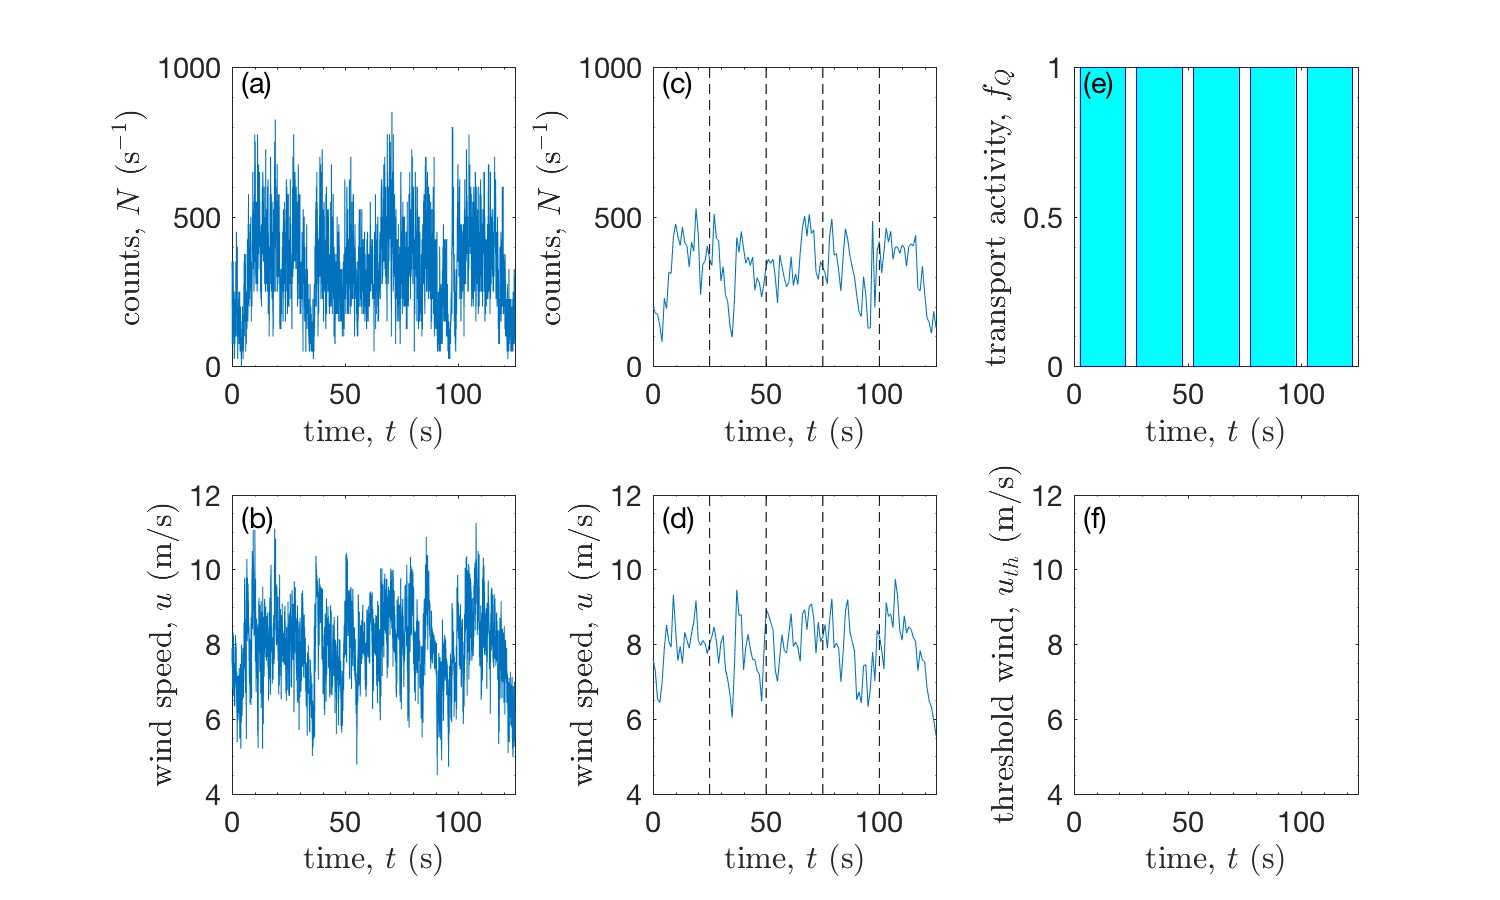 (a)
1000
500
0
counts, N (s⁻¹)
0 50 100
time, t (s)
(c)
1000
500
0
counts, N (s⁻¹)
0 50 100
time, t (s)
(e)
1
0.5
0
transport activity, f_Q
0 50 100
time, t (s)
(b)
12
10
8
6
4
wind speed, u (m/s)
0 50 100
time, t (s)
(d)
12
10
8
6
4
wind speed, u (m/s)
0 50 100
time, t (s)
(f)
12
10
8
6
4
threshold wind, u_th (m/s)
0 50 100
time, t (s)